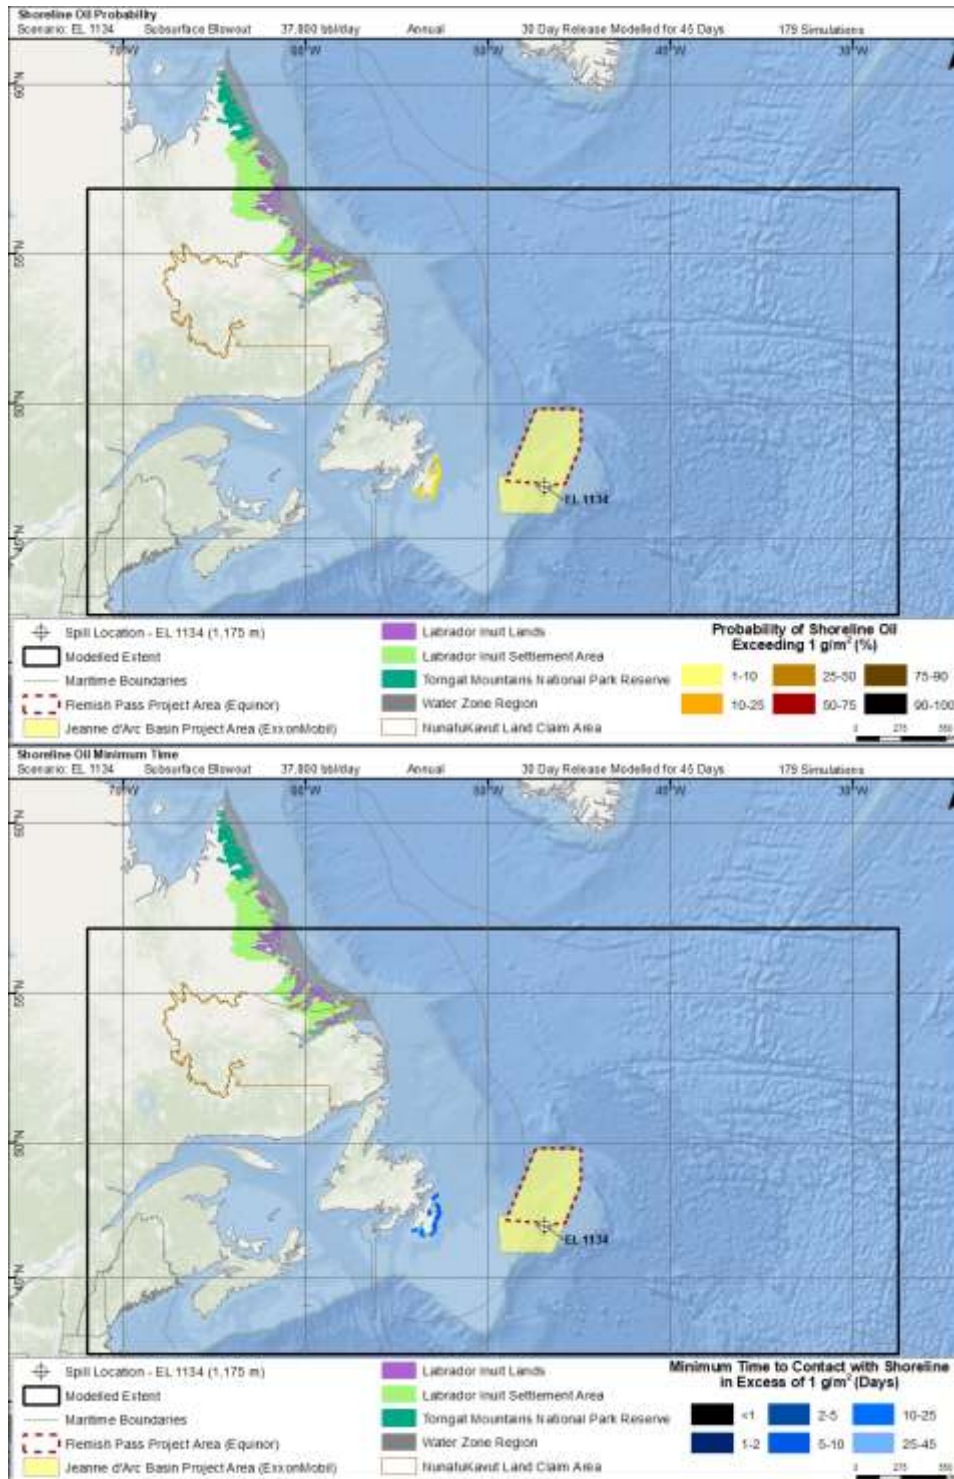 Shoreline Oil Probability
Scenario: EL 1134 Subsurface Blowout 37,800 bbl/day Annual 30 Day Release Modelled for 45 Days 179 Simulations
70°W 60°W 50°W 40°W 30°W
60°N
55°N
50°N
45°N
EL 1134
Spill Location - EL 1134 (1,175 m)
Modelled Extent
Maritime Boundaries
Flemish Pass Project Area (Equinor)
Jeanne d'Arc Basin Project Area (ExxonMobil)
Labrador Inuit Lands
Labrador Inuit Settlement Area
Torngat Mountains National Park Reserve
Water Zone Region
NunatuKavut Land Claim Area
Probability of Shoreline Oil
Exceeding 1 g/m² (%)
1-10 25-50 75-90
10-25 50-75 90-100
0 275 550
Shoreline Oil Minimum Time
Scenario: EL 1134 Subsurface Blowout 37,800 bbl/day Annual 30 Day Release Modelled for 45 Days 179 Simulations
70°W 60°W 50°W 40°W 30°W
60°N
55°N
50°N
45°N
EL 1134
Spill Location - EL 1134 (1,175 m)
Modelled Extent
Maritime Boundaries
Flemish Pass Project Area (Equinor)
Jeanne d'Arc Basin Project Area (ExxonMobil)
Labrador Inuit Lands
Labrador Inuit Settlement Area
Torngat Mountains National Park Reserve
Water Zone Region
NunatuKavut Land Claim Area
Minimum Time to Contact with Shoreline
in Excess of 1 g/m² (Days)
<1 2-5 10-25
1-2 5-10 25-45
0 275 550